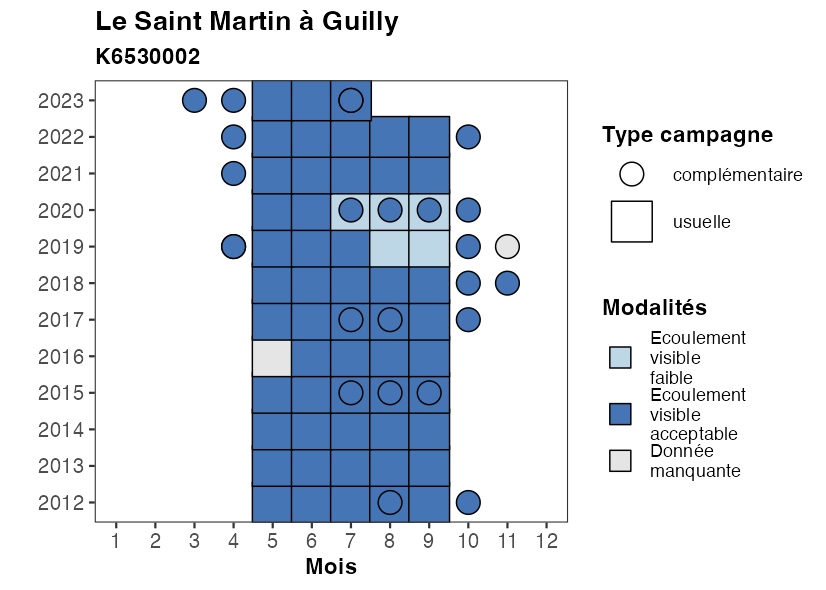 Le Saint Martin à Guilly
K6530002
2023
2022
2021
2020
2019
2018
2017
2016
2015
2014
2013
2012
1 2 3 4 5 6 7 8 9 10 11 12
Mois
Type campagne
complémentaire
usuelle
Modalités
Ecoulement
visible
faible
Ecoulement
visible
acceptable
Donnée
manquante